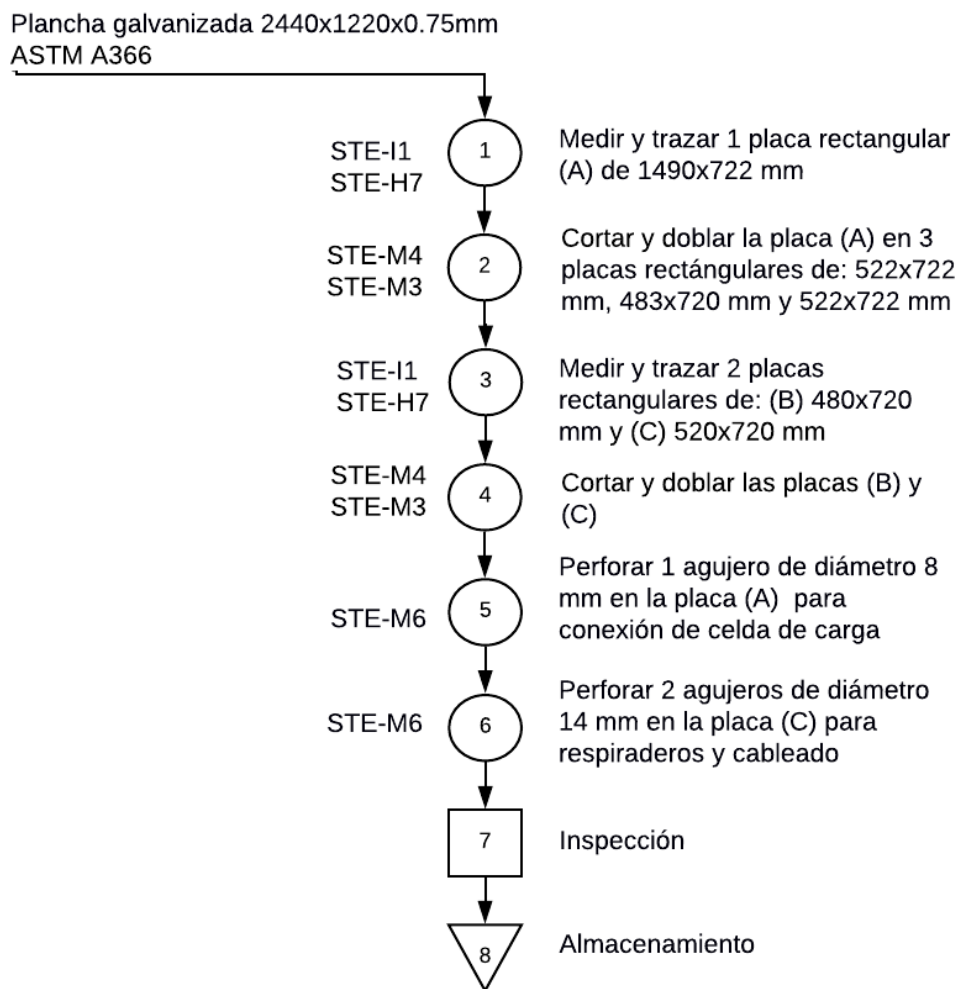 Plancha galvanizada 2440x1220x0.75mm
ASTM A366
STE-I1
STE-H7
1
Medir y trazar 1 placa rectangular
(A) de 1490x722 mm
STE-M4
STE-M3
2
Cortar y doblar la placa (A) en 3
placas rectángulares de: 522x722
mm, 483x720 mm y 522x722 mm
STE-I1
STE-H7
3
Medir y trazar 2 placas
rectangulares de: (B) 480x720
mm y (C) 520x720 mm
STE-M4
STE-M3
4
Cortar y doblar las placas (B) y
(C)
STE-M6
5
Perforar 1 agujero de diámetro 8
mm en la placa (A) para
conexión de celda de carga
STE-M6
6
Perforar 2 agujeros de diámetro
14 mm en la placa (C) para
respiraderos y cableado
7
Inspección
8
Almacenamiento